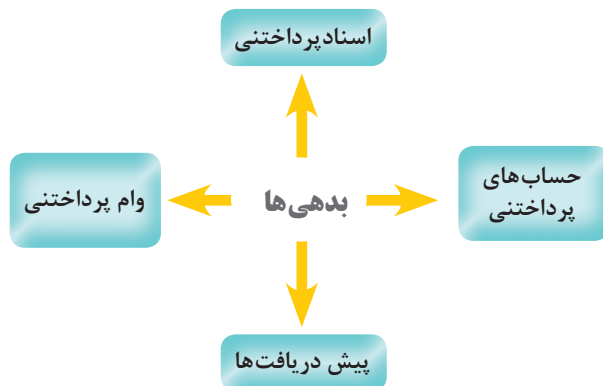 اسناد پرداختنی
حساب‌های
پرداختنی
بدهی‌ها
وام پرداختنی
پیش دریافت‌ها